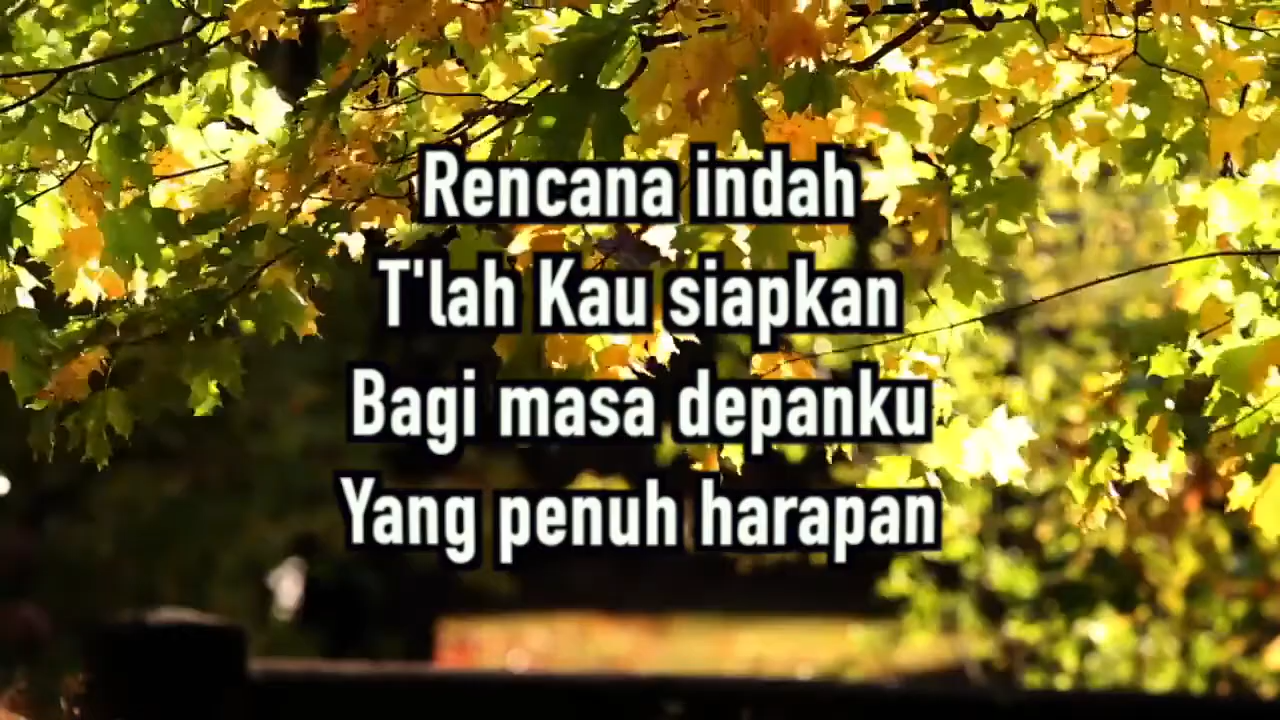 Rencana indah
T'lah Kau siapkan
Bagi masa depanku
Yang penuh harapan